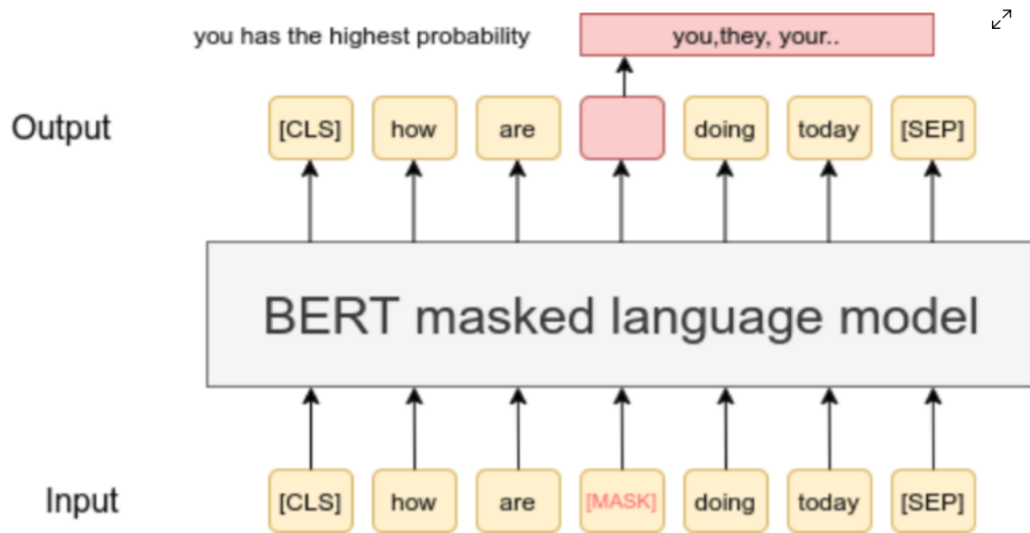 you has the highest probability you,they, your..
Output [CLS] how are doing today [SEP]
BERT masked language model
Input [CLS] how are [MASK] doing today [SEP]